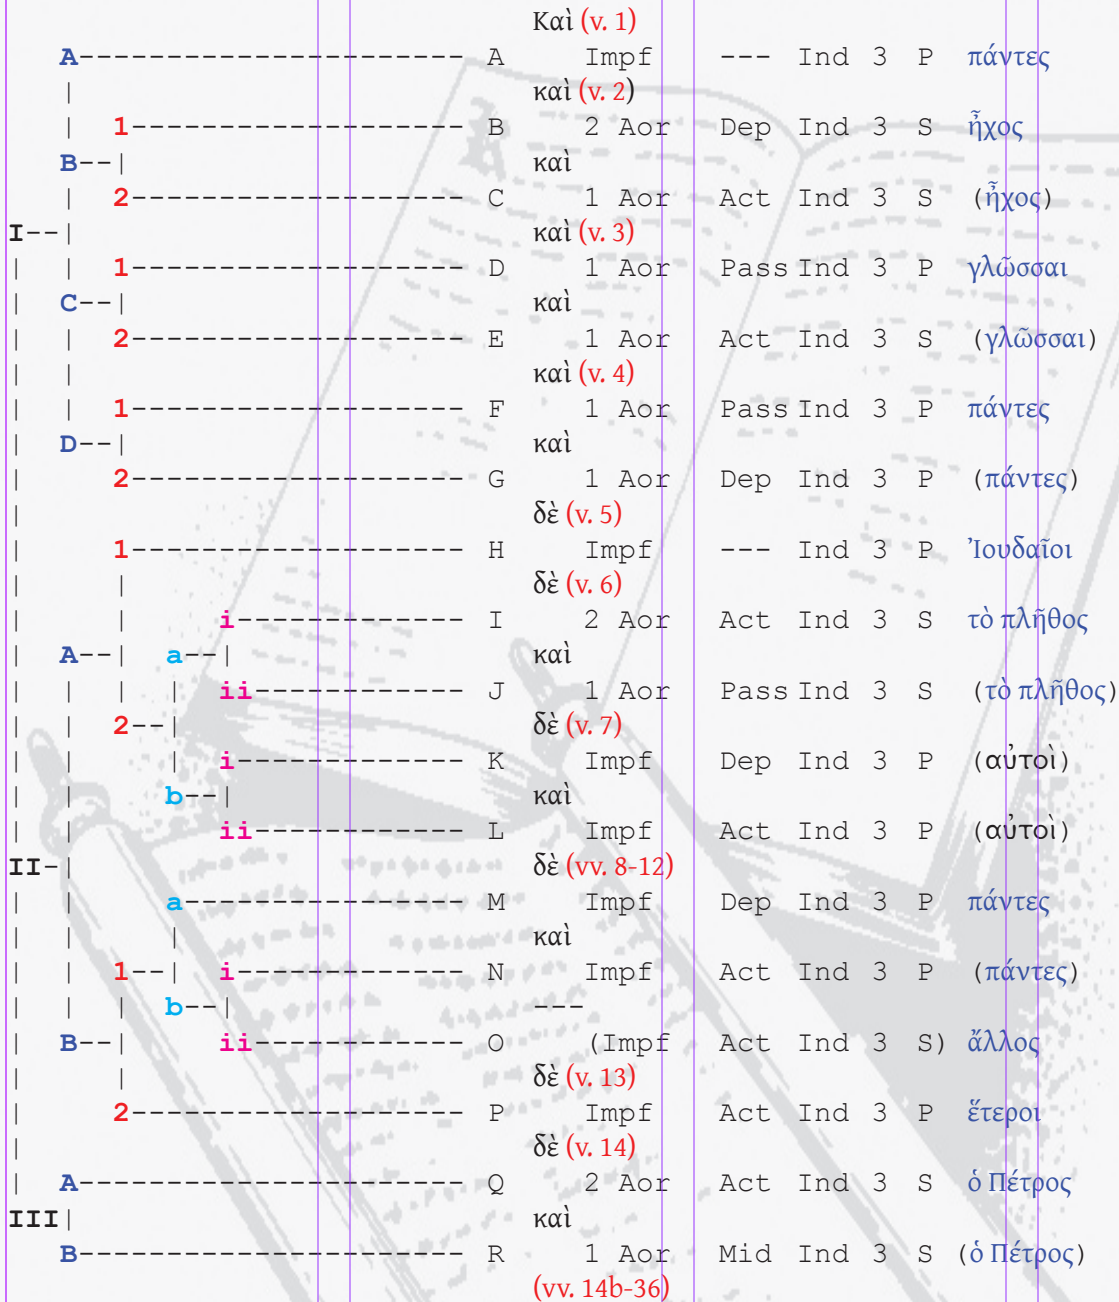 Καὶ (v. 1)
A--------------------------- A Impf --- Ind 3 P πάντες
| καὶ (v. 2)
| 1----------------------- B 2 Aor Dep Ind 3 S ἦχος
B--| καὶ
| 2----------------------- C 1 Aor Act Ind 3 S (ἦχος)
I--| καὶ (v. 3)
| | 1----------------------- D 1 Aor Pass Ind 3 P γλῶσσαι
| C--| καὶ
| | 2----------------------- E 1 Aor Act Ind 3 S (γλῶσσαι)
| | καὶ (v. 4)
| | 1----------------------- F 1 Aor Pass Ind 3 P πάντες
| D--| καὶ
| 2----------------------- G 1 Aor Dep Ind 3 P (πάντες)
| δὲ (v. 5)
| 1----------------------- H Impf --- Ind 3 P Ἰουδαῖοι
| | δὲ (v. 6)
| | i---------------- I 2 Aor Act Ind 3 S τὸ πλῆθος
| A--| a--| καὶ
| | | | ii--------------- J 1 Aor Pass Ind 3 S (τὸ πλῆθος)
| | 2--| δὲ (v. 7)
| | | i---------------- K Impf Dep Ind 3 P (αὐτοὶ)
| | b--| καὶ
| | ii--------------- L Impf Act Ind 3 P (αὐτοὶ)
II-| δὲ (vv. 8-12)
| | a------------------- M Impf Dep Ind 3 P πάντες
| | | καὶ
| | 1--| i---------------- N Impf Act Ind 3 P (πάντες)
| | | b--| ---
| B--| ii--------------- O (Impf Act Ind 3 S) ἄλλος
| | δὲ (v. 13)
| 2----------------------- P Impf Act Ind 3 P ἕτεροι
| δὲ (v. 14)
| A--------------------------- Q 2 Aor Act Ind 3 S ὁ Πέτρος
III| καὶ
B--------------------------- R 1 Aor Mid Ind 3 S (ὁ Πέτρος)
(vv. 14b-36)